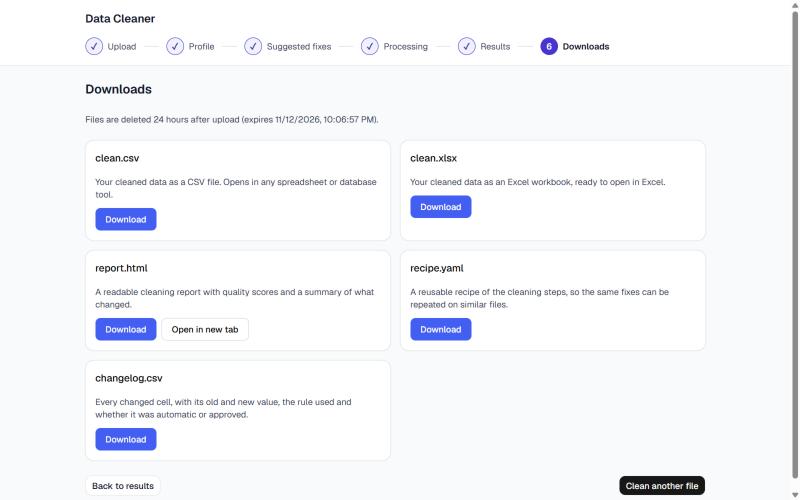 Data Cleaner
Upload
Profile
Suggested fixes
Processing
Results
6 Downloads
Downloads
Files are deleted 24 hours after upload (expires 11/12/2026, 10:06:57 PM).
clean.csv
Your cleaned data as a CSV file. Opens in any spreadsheet or database
tool.
Download
clean.xlsx
Your cleaned data as an Excel workbook, ready to open in Excel.
Download
report.html
A readable cleaning report with quality scores and a summary of what
changed.
Download
Open in new tab
recipe.yaml
A reusable recipe of the cleaning steps, so the same fixes can be
repeated on similar files.
Download
changelog.csv
Every changed cell, with its old and new value, the rule used and
whether it was automatic or approved.
Download
Back to results
Clean another file